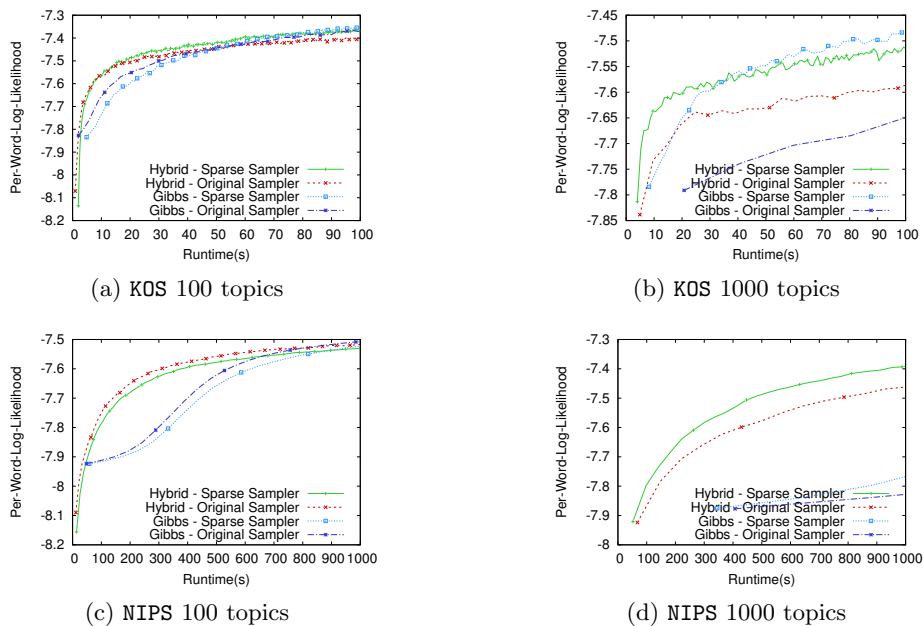 -7.3
-7.4
-7.5
-7.6
-7.7
-7.8
-7.9
-8
-8.1
-8.2
Per-Word-Log-Likelihood
Hybrid - Sparse Sampler
Hybrid - Original Sampler
Gibbs - Sparse Sampler
Gibbs - Original Sampler
0 10 20 30 40 50 60 70 80 90 100
Runtime(s)
(a) KOS 100 topics
-7.45
-7.5
-7.55
-7.6
-7.65
-7.7
-7.75
-7.8
-7.85
Per-Word-Log-Likelihood
Hybrid - Sparse Sampler
Hybrid - Original Sampler
Gibbs - Sparse Sampler
Gibbs - Original Sampler
0 10 20 30 40 50 60 70 80 90 100
Runtime(s)
(b) KOS 1000 topics
-7.5
-7.6
-7.7
-7.8
-7.9
-8
-8.1
-8.2
Per-Word-Log-Likelihood
Hybrid - Sparse Sampler
Hybrid - Original Sampler
Gibbs - Sparse Sampler
Gibbs - Original Sampler
0 100 200 300 400 500 600 700 800 900 1000
Runtime(s)
(c) NIPS 100 topics
-7.3
-7.4
-7.5
-7.6
-7.7
-7.8
-7.9
-8
Per-Word-Log-Likelihood
Hybrid - Sparse Sampler
Hybrid - Original Sampler
Gibbs - Sparse Sampler
Gibbs - Original Sampler
0 100 200 300 400 500 600 700 800 900 1000
Runtime(s)
(d) NIPS 1000 topics